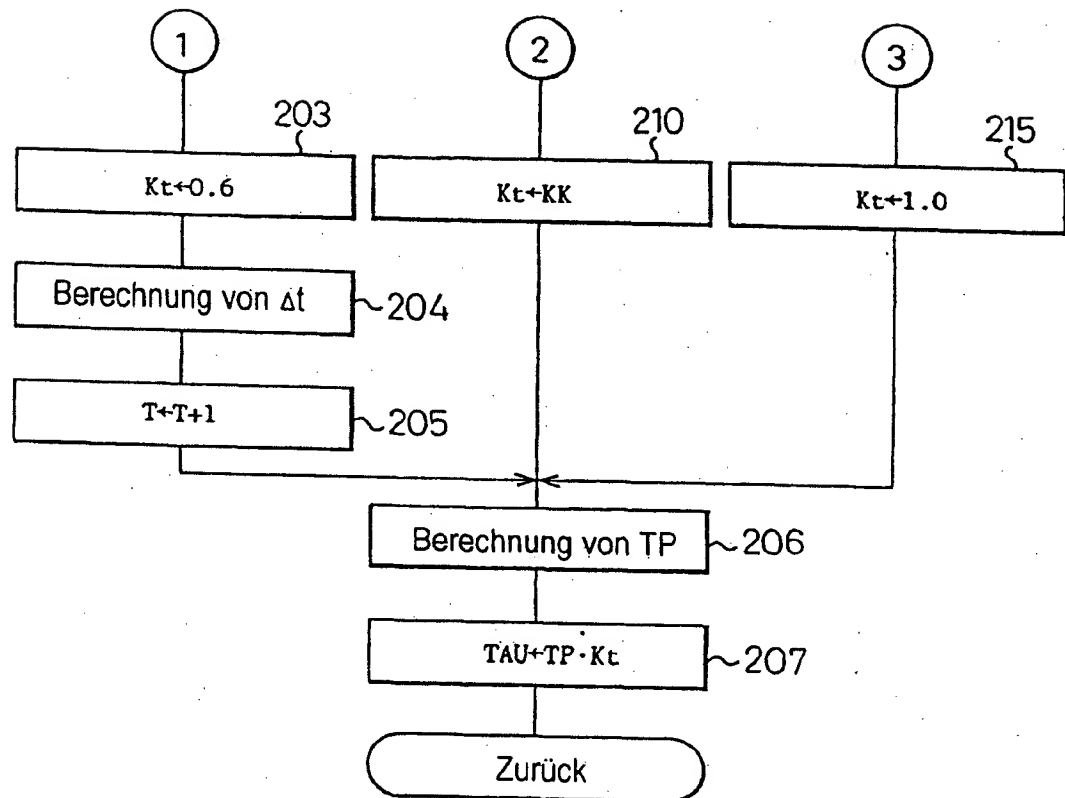 1
2
3
203
210
215
Kt←0.6
Kt←KK
Kt←1.0
Berechnung von Δt
204
T←T+1
205
Berechnung von TP
206
TAU←TP·Kt
207
Zurück